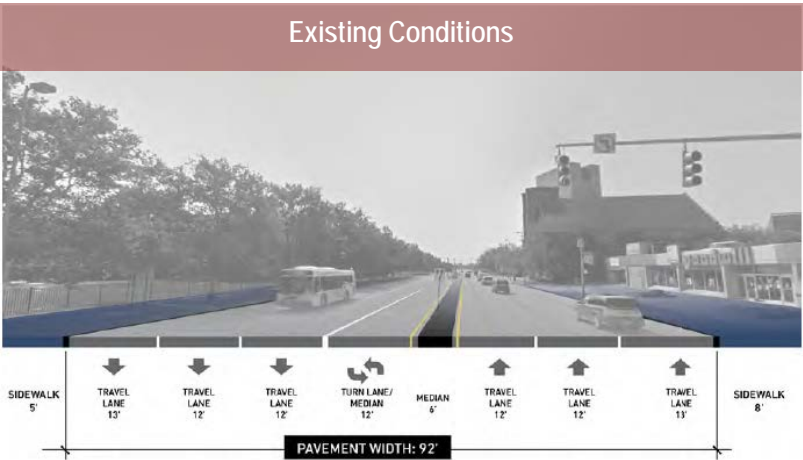 Existing Conditions
SIDEWALK
5'
TRAVEL
LANE
13'
TRAVEL
LANE
12'
TRAVEL
LANE
12'
TURN LANE/
MEDIAN
12'
MEDIAN
6'
TRAVEL
LANE
12'
TRAVEL
LANE
12'
TRAVEL
LANE
13'
SIDEWALK
8'
PAVEMENT WIDTH: 92'